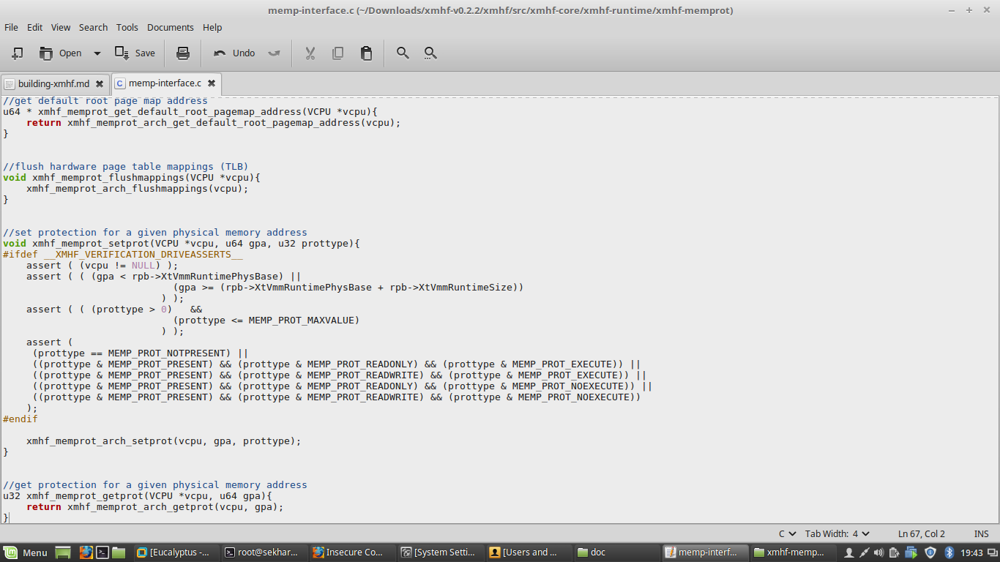 memp-interface.c (~/Downloads/xmhf-v0.2.2/xmhf/src/xmhf-core/xmhf-runtime/xmhf-memprot)
File Edit View Search Tools Documents Help
Open Save Undo
building-xmhf.md memp-interface.c
//get default root page map address
u64 * xmhf_memprot_get_default_root_pagemap_address(VCPU *vcpu){
    return xmhf_memprot_arch_get_default_root_pagemap_address(vcpu);
}
//flush hardware page table mappings (TLB)
void xmhf_memprot_flushmappings(VCPU *vcpu){
    xmhf_memprot_arch_flushmappings(vcpu);
}
//set protection for a given physical memory address
void xmhf_memprot_setprot(VCPU *vcpu, u64 gpa, u32 prottype){
#ifdef __XMHF_VERIFICATION_DRIVEASSERTS__
    assert ( (vcpu != NULL) );
    assert ( ( (gpa < rpb->XtVmmRuntimePhysBase) ||
                             (gpa >= (rpb->XtVmmRuntimePhysBase + rpb->XtVmmRuntimeSize))
                           ) );
    assert ( ( (prottype > 0)   &&
                             (prottype <= MEMP_PROT_MAXVALUE)
                           ) );
    assert (
     (prottype == MEMP_PROT_NOTPRESENT) ||
     ((prottype & MEMP_PROT_PRESENT) && (prottype & MEMP_PROT_READONLY) && (prottype & MEMP_PROT_EXECUTE)) ||
     ((prottype & MEMP_PROT_PRESENT) && (prottype & MEMP_PROT_READWRITE) && (prottype & MEMP_PROT_EXECUTE)) ||
     ((prottype & MEMP_PROT_PRESENT) && (prottype & MEMP_PROT_READONLY) && (prottype & MEMP_PROT_NOEXECUTE)) ||
     ((prottype & MEMP_PROT_PRESENT) && (prottype & MEMP_PROT_READWRITE) && (prottype & MEMP_PROT_NOEXECUTE))
    );
#endif
    xmhf_memprot_arch_setprot(vcpu, gpa, prottype);
}
//get protection for a given physical memory address
u32 xmhf_memprot_getprot(VCPU *vcpu, u64 gpa){
    return xmhf_memprot_arch_getprot(vcpu, gpa);
}
C Tab Width: 4 Ln 67, Col 2 INS
Menu [Eucalyptus -... root@sekhar... Insecure Co... [System Setti... [Users and ... doc memp-interf... xmhf-memp... 19:43